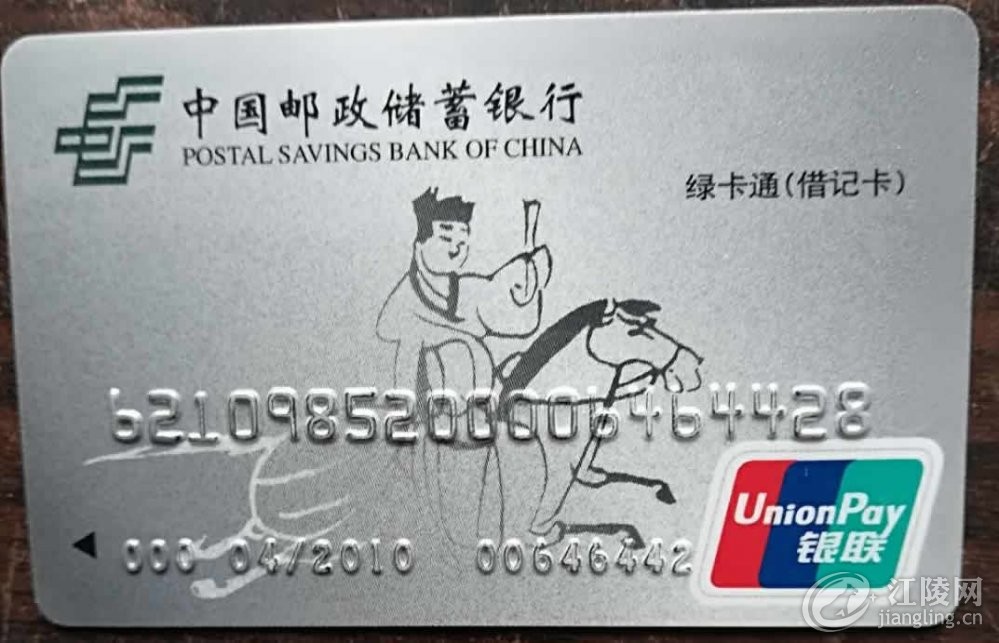 中国邮政储蓄银行
POSTAL SAVINGS BANK OF CHINA
绿卡通(借记卡)
6210985200006464428
000 04/2010 00646442
UnionPay
银联
江陵网
jiangling.cn